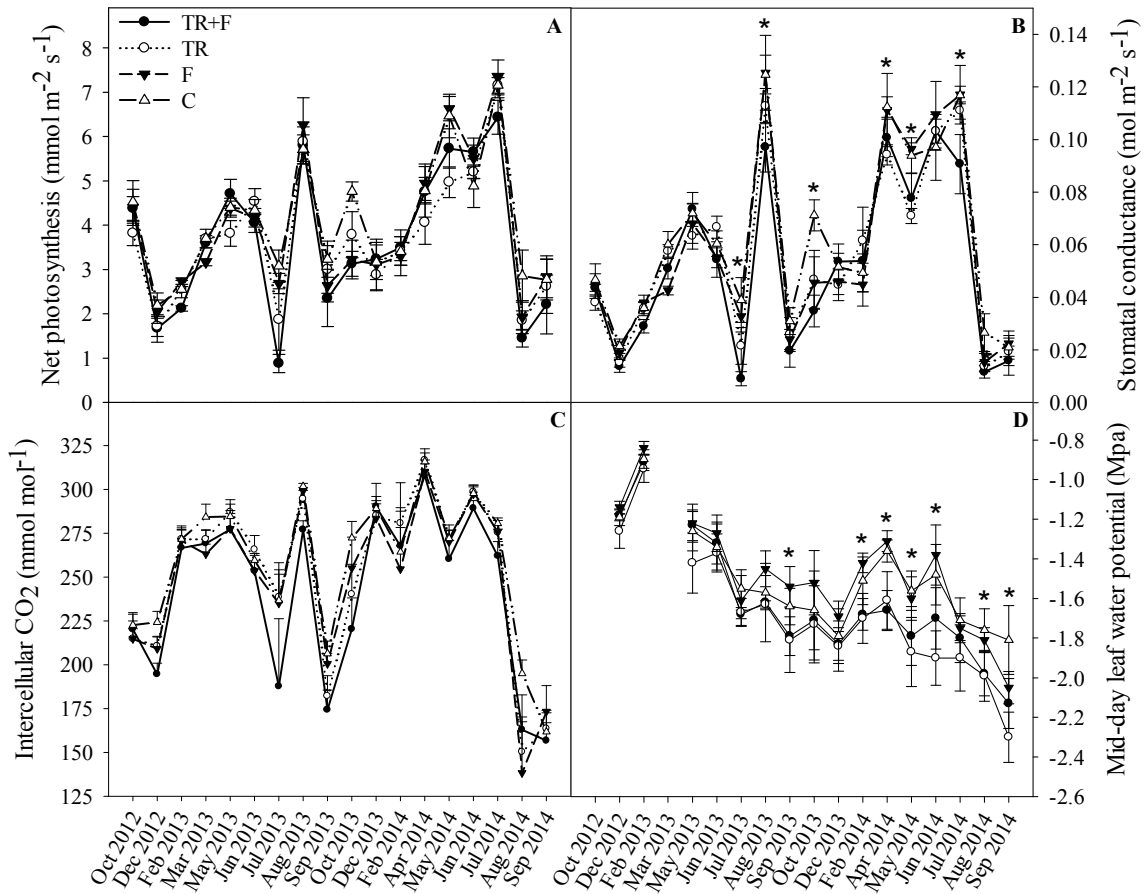 TR+F
TR
F
C
A
8
7
6
5
4
3
2
1
0
Net photosynthesis (mmol m-2 s-1)
B
* * * * * *
0.14
0.12
0.10
0.08
0.06
0.04
0.02
0.00
Stomatal conductance (mol m-2 s-1)
C
325
300
275
250
225
200
175
150
125
Intercellular CO2 (mmol mol-1)
D
* * * * * * *
-0.8
-1.0
-1.2
-1.4
-1.6
-1.8
-2.0
-2.2
-2.4
-2.6
Mid-day leaf water potential (Mpa)
Oct 2012
Dec 2012
Feb 2013
Mar 2013
May 2013
Jun 2013
Jul 2013
Aug 2013
Sep 2013
Oct 2013
Dec 2013
Feb 2014
Apr 2014
May 2014
Jun 2014
Jul 2014
Aug 2014
Sep 2014
Oct 2012
Dec 2012
Feb 2013
Mar 2013
May 2013
Jun 2013
Jul 2013
Aug 2013
Sep 2013
Oct 2013
Dec 2013
Feb 2014
Apr 2014
May 2014
Jun 2014
Jul 2014
Aug 2014
Sep 2014